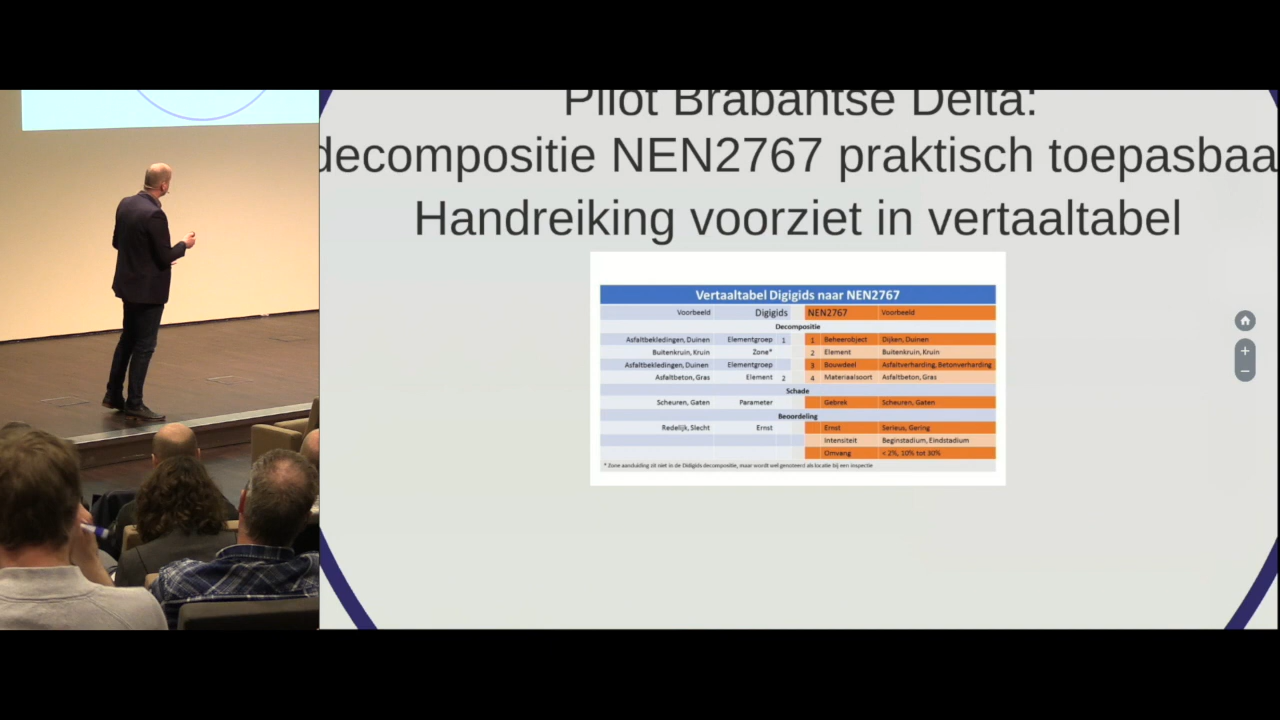 Pilot Brabantse Delta:
decompositie NEN2767 praktisch toepasbaa
Handreiking voorziet in vertaaltabel
Vertaaltabel Digigids naar NEN2767
Voorbeeld Digigids NEN2767 Voorbeeld
Decompositie
Asfaltbekledingen, Duinen Elementgroep 1 1 Beheerobject Dijken, Duinen
Buitenkruin, Kruin Zone* 2 Element Buitenkruin, Kruin
Asfaltbekledingen, Duinen Elementgroep 3 Bouwdeel Asfaltverharding, Betonverharding
Asfaltbeton, Gras Element 2 4 Materiaalsoort Asfaltbeton, Gras
Schade
Scheuren, Gaten Parameter Gebrek Scheuren, Gaten
Beoordeling
Redelijk, Slecht Ernst Ernst Serieus, Gering
Intensiteit Beginstadium, Eindstadium
Omvang < 2%, 10% tot 30%
* Zone aanduiding zit niet in de Didigids decompositie, maar wordt wel genoteerd als locatie bij een inspectie